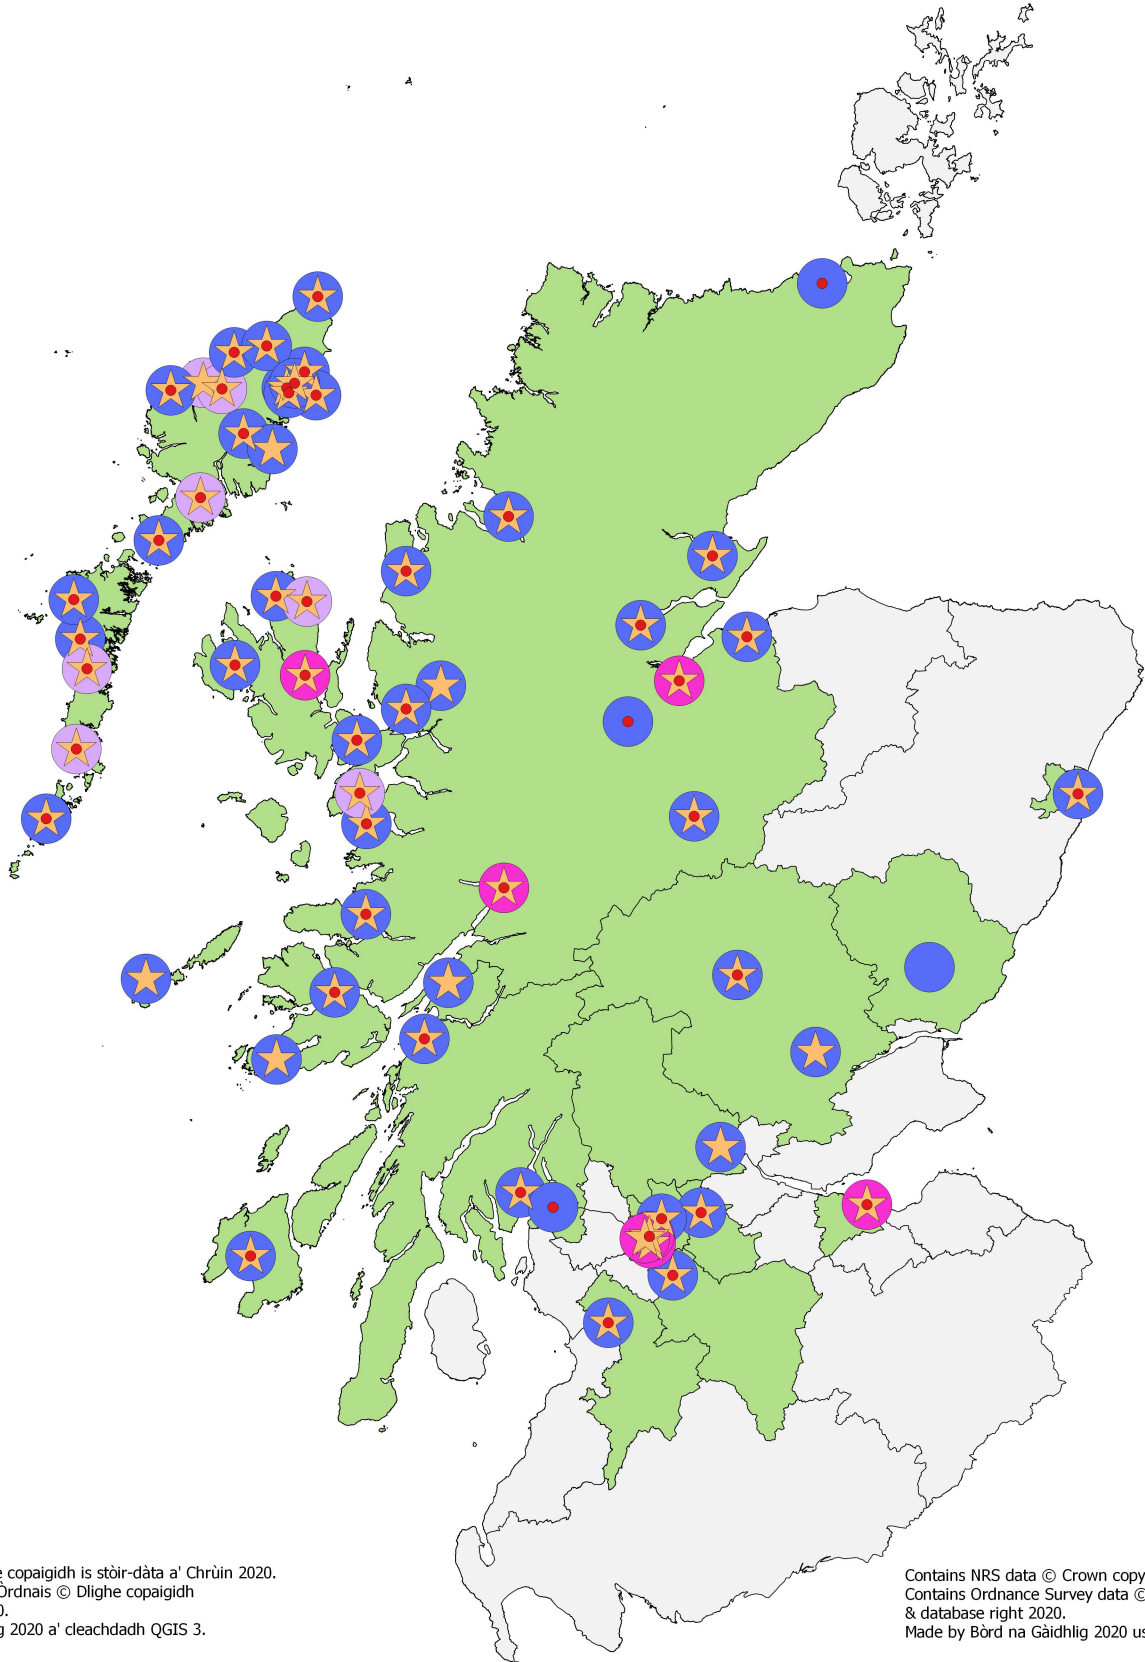 copaigidh is stòir-dàta a' Chrùin 2020.
Òrdnais © Dlighe copaigidh
2020 a' cleachdadh QGIS 3.
Contains NRS data © Crown copy
Contains Ordnance Survey data ©
& database right 2020.
Made by Bòrd na Gàidhlig 2020 us